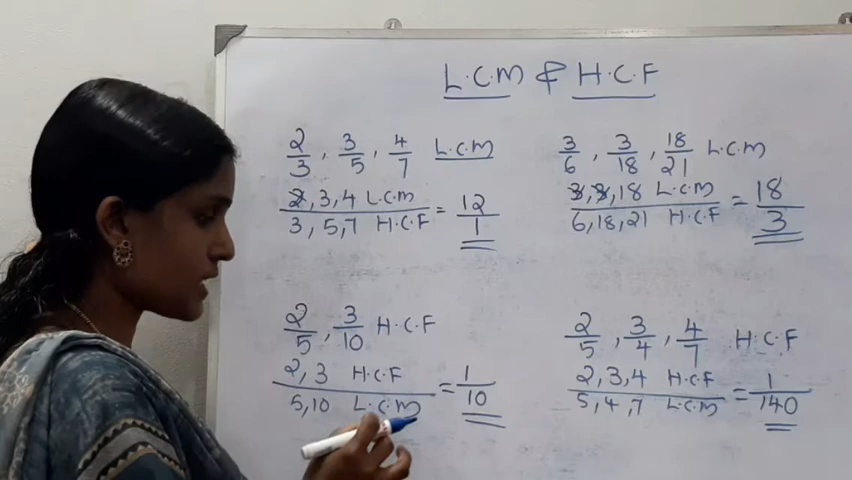 L.C.M & H.C.F
2/3, 3/5, 4/7 L.C.M
2,3,4 L.C.M / 3,5,7 H.C.F = 12/1
3/6, 3/18, 18/21 L.C.M
3,3,18 L.C.M / 6,18,21 H.C.F = 18/3
2/5, 3/10 H.C.F
2,3 H.C.F / 5,10 L.C.M = 1/10
2/5, 3/4, 4/7 H.C.F
2,3,4 H.C.F / 5,4,7 L.C.M = 1/140